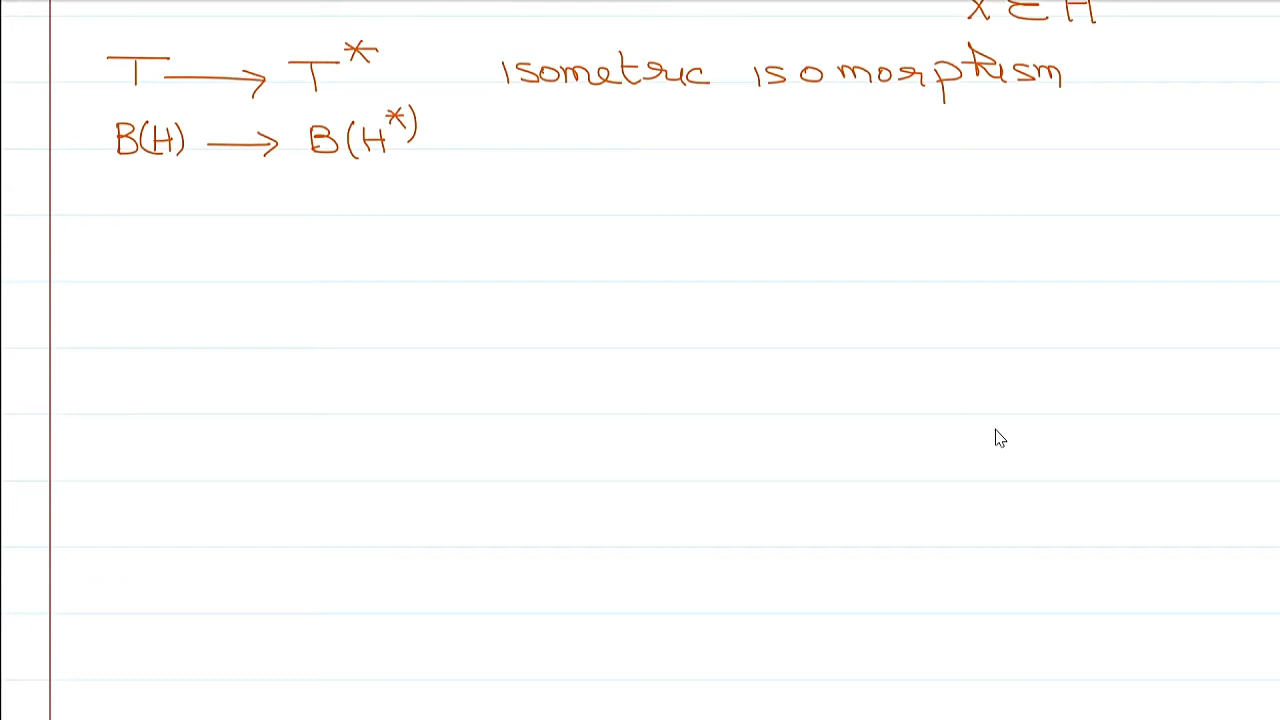 x ∈ H
T ⟶ T* isometric isomorphism
B(H) ⟶ B(H*)